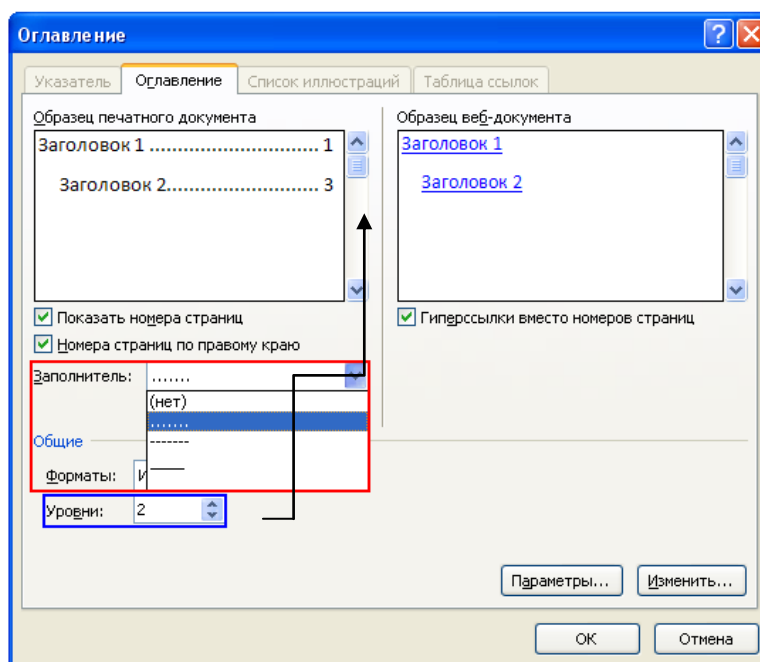 Оглавление
Указатель Оглавление Список иллюстраций Таблица ссылок
Образец печатного документа
Заголовок 1 ............................. 1
Заголовок 2.......................... 3
Образец веб-документа
Заголовок 1
Заголовок 2
Показать номера страниц
Номера страниц по правому краю
Гиперссылки вместо номеров страниц
Заполнитель: .......
(нет)
.......
-------
____
Общие
Форматы:
Уровни: 2
Параметры... Изменить...
ОК Отмена